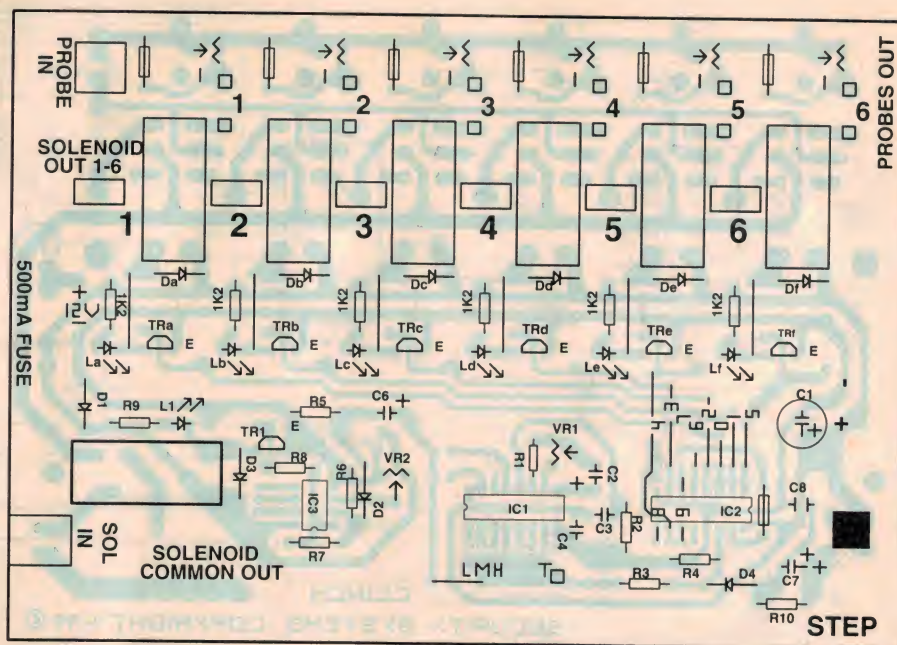 PROBE IN
1 2 3 4 5 6
PROBES OUT
SOLENOID
OUT 1-6
1 2 3 4 5 6
Da Db Dc Dd De Df
500mA FUSE
+
12V
1K2 1K2 1K2 1K2 1K2 1K2
TRa E TRb E TRc E TRd E TRe E TRf E
La Lb Lc Ld Le Lf
D1 R9 L1 E R5 C6 + C1 - +
TR1 R8 D3 IC3 R6 D2 VR2 R1 VR1 C2 +
IC1 C3 C4 R2 IC2 C8
R7
SOL IN
SOLENOID
COMMON OUT
LMH T R3 R4 D4 C7 +
R10
STEP